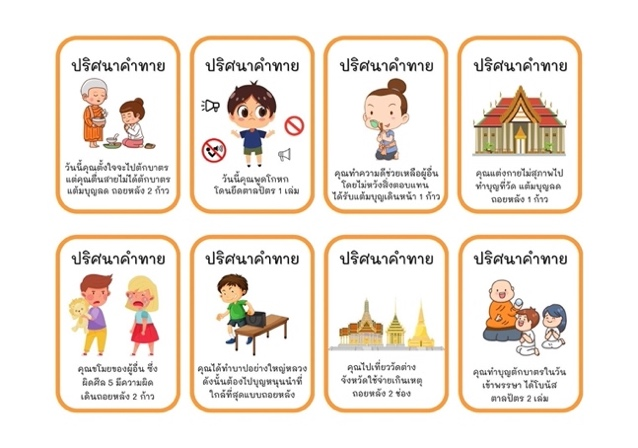 ปริศนาคำทาย
วันนี้คุณตั้งใจจะไปตักบาตร
แต่คุณตื่นสายไม่ได้ตักบาตร
แต้มบุญลด ถอยหลัง 2 ก้าว
ปริศนาคำทาย
วันนี้คุณพูดโกหก
โดนยึดตาลปัตร 1 เล่ม
ปริศนาคำทาย
คุณทำความดีช่วยเหลือผู้อื่น
โดยไม่หวังสิ่งตอบแทน
ได้รับแต้มบุญเดินหน้า 1 ก้าว
ปริศนาคำทาย
คุณแต่งกายไม่สุภาพไป
ทำบุญที่วัด แต้มบุญลด
ถอยหลัง 1 ก้าว
ปริศนาคำทาย
คุณขโมยของผู้อื่น ซึ่ง
ผิดศีล 5 มีความผิด
เดินถอยหลัง 2 ก้าว
ปริศนาคำทาย
คุณได้ทำบาปอย่างใหญ่หลวง
ดังนั้นต้องไปบุญหนุนนำที่
ใกล้ที่สุดแบบถอยหลัง
ปริศนาคำทาย
คุณไปเที่ยววัดต่าง
จังหวัดใช้จ่ายเกินเหตุ
ถอยหลัง 2 ช่อง
ปริศนาคำทาย
คุณทำบุญตักบาตรในวัน
เข้าพรรษา ได้โบนัส
ตาลปัตร 2 เล่ม